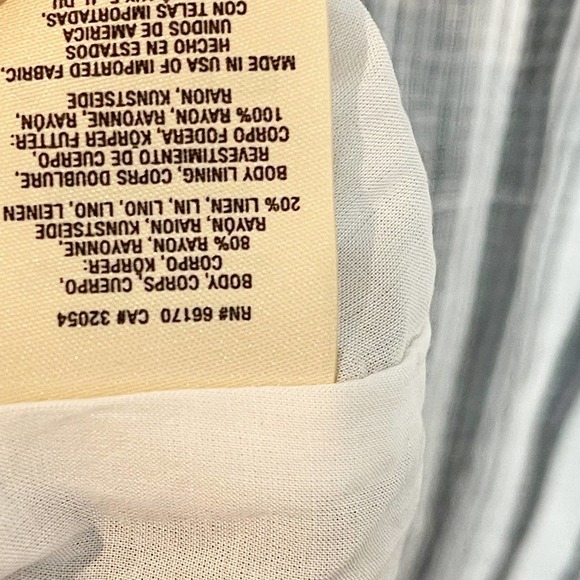 RN# 66170 CA# 32054
BODY, CORPS, CUERPO,
CORPO, KÖRPER:
80% RAYON, RAYONNE,
RAYÓN, RAION, KUNSTSEIDE
20% LINEN, LIN, LINO, LINO, LEINEN
BODY LINING, COPRS DOUBLURE,
REVESTIMIENTO DE CUERPO,
CORPO FODERA, KÖRPER FUTTER:
100% RAYON, RAYONNE, RAYÓN,
RAION, KUNSTSEIDE
MADE IN USA OF IMPORTED FABRIC.
HECHO EN ESTADOS
UNIDOS DE AMERICA
CON TELAS IMPORTADAS.